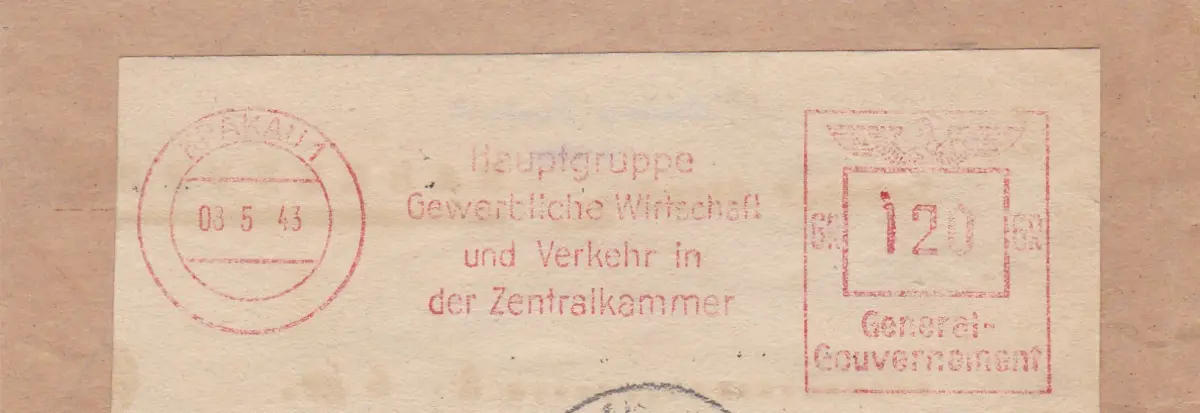 KRAKAU 1
08 5 43
Hauptgruppe
Gewerbliche Wirtschaft
und Verkehr in
der Zentralkammer
GR 120 GR
General-
Gouvernement